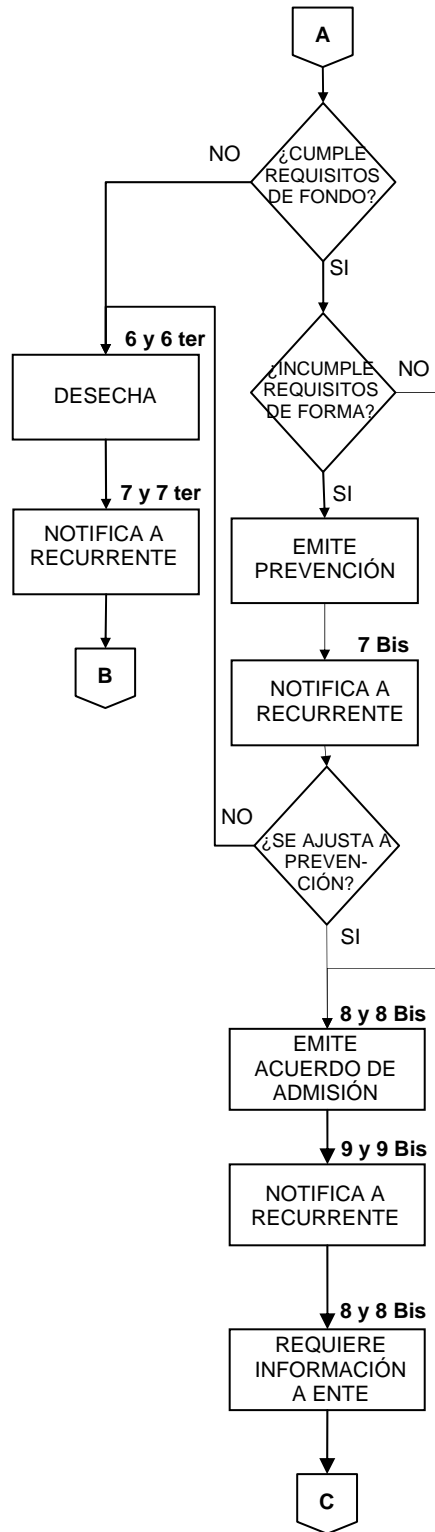 A
¿CUMPLE
REQUISITOS
DE FONDO?
NO
SI
6 y 6 ter
DESECHA
7 y 7 ter
NOTIFICA A
RECURRENTE
B
¿INCUMPLE
REQUISITOS
DE FORMA?
NO
SI
EMITE
PREVENCIÓN
7 Bis
NOTIFICA A
RECURRENTE
NO
¿SE AJUSTA A
PREVEN-
CIÓN?
SI
8 y 8 Bis
EMITE
ACUERDO DE
ADMISIÓN
9 y 9 Bis
NOTIFICA A
RECURRENTE
8 y 8 Bis
REQUIERE
INFORMACIÓN
A ENTE
C